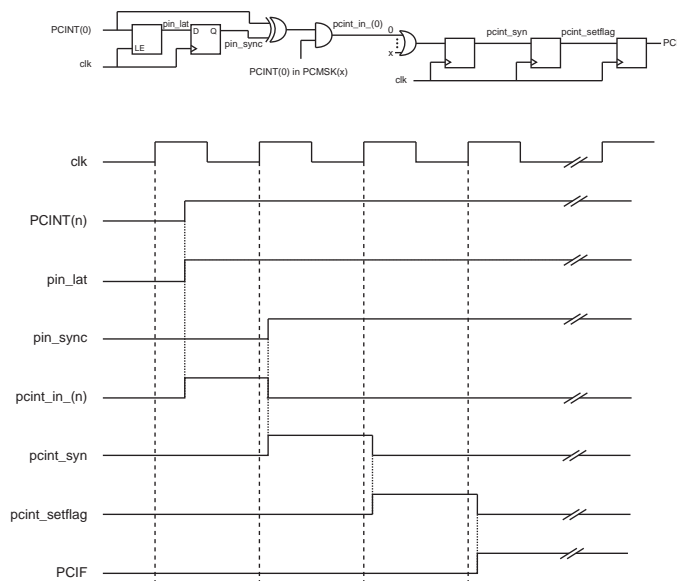 PCINT(0)
pin_lat
LE
D Q
pin_sync
clk
PCINT(0) in PCMSK(x)
pcint_in_(0)
0
x
clk
pcint_syn
pcint_setflag
PC
clk
PCINT(n)
pin_lat
pin_sync
pcint_in_(n)
pcint_syn
pcint_setflag
PCIF